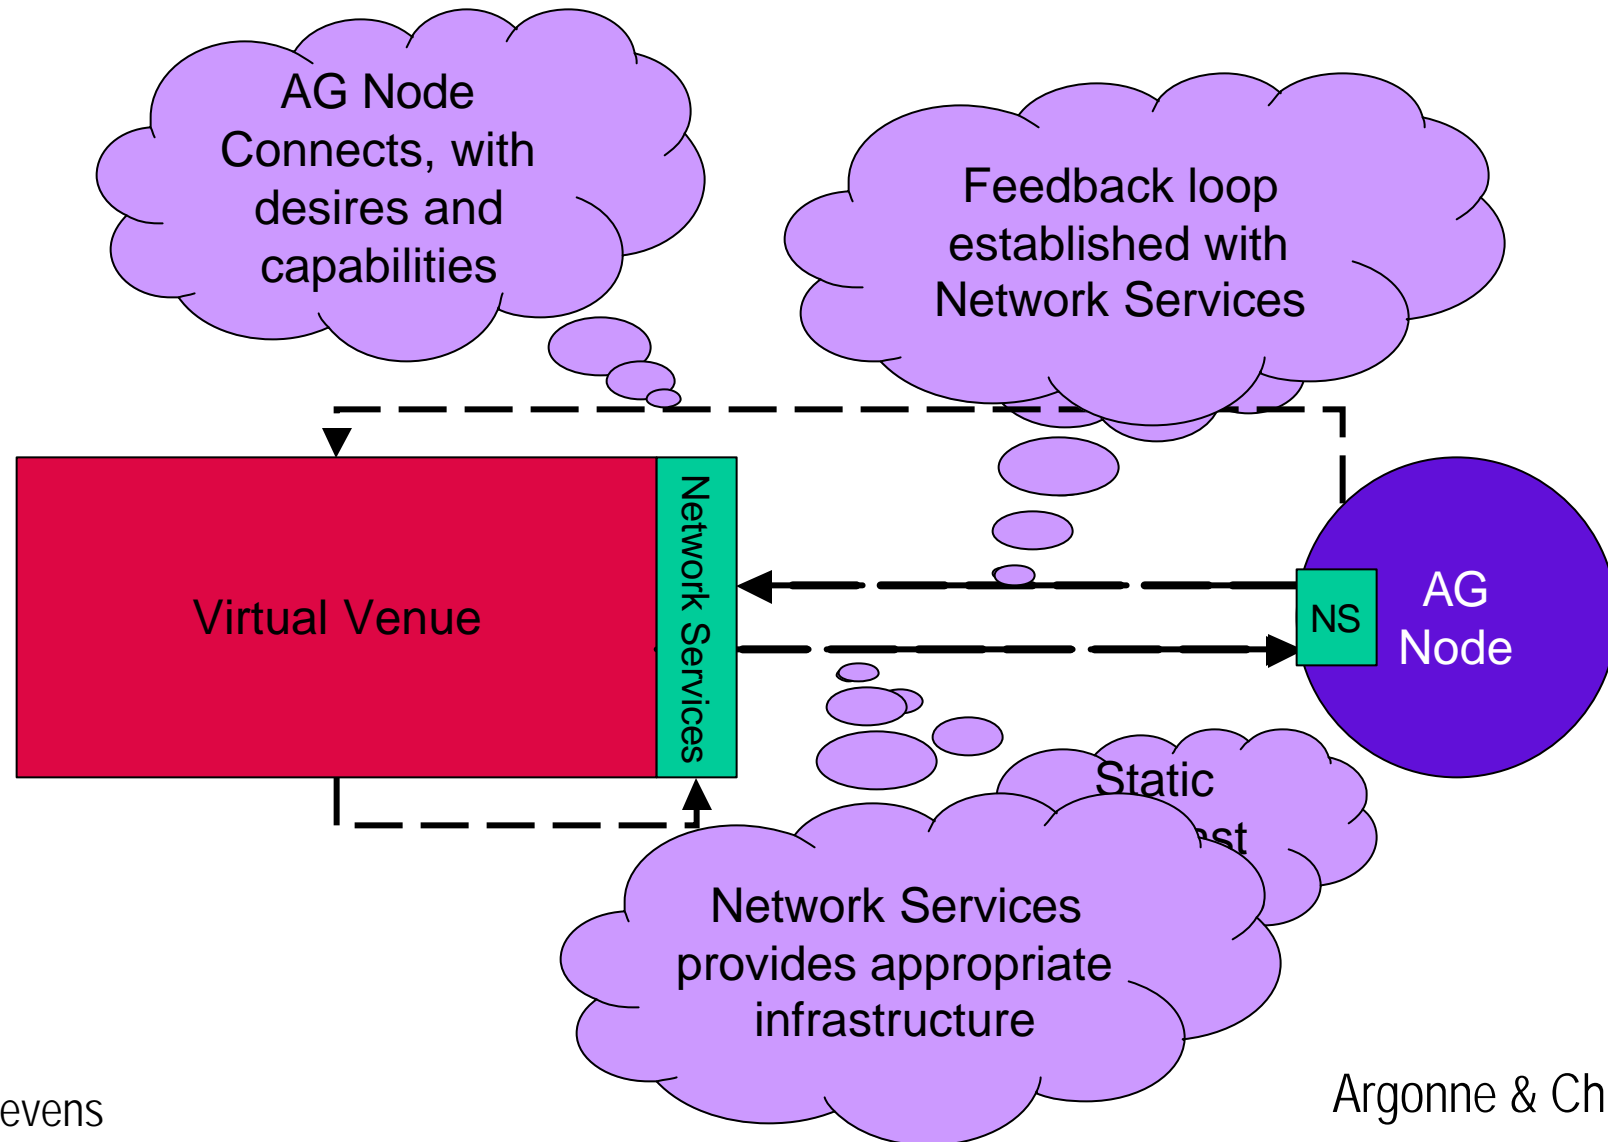 AG Node
Connects, with
desires and
capabilities
Feedback loop
established with
Network Services
Virtual Venue
Network Services
NS
AG
Node
Static
Network Services
provides appropriate
infrastructure
evens
Argonne & Ch